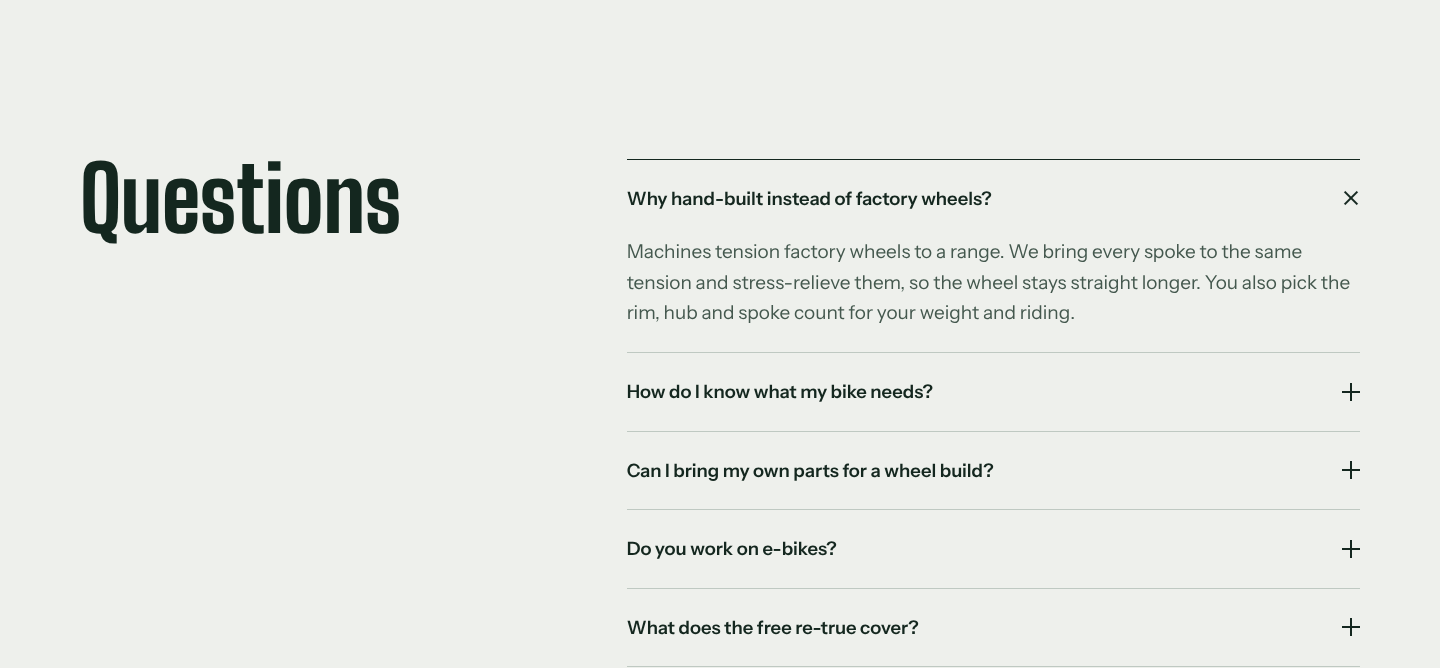 Questions
Why hand-built instead of factory wheels?
Machines tension factory wheels to a range. We bring every spoke to the same
tension and stress-relieve them, so the wheel stays straight longer. You also pick the
rim, hub and spoke count for your weight and riding.
How do I know what my bike needs?
Can I bring my own parts for a wheel build?
Do you work on e-bikes?
What does the free re-true cover?